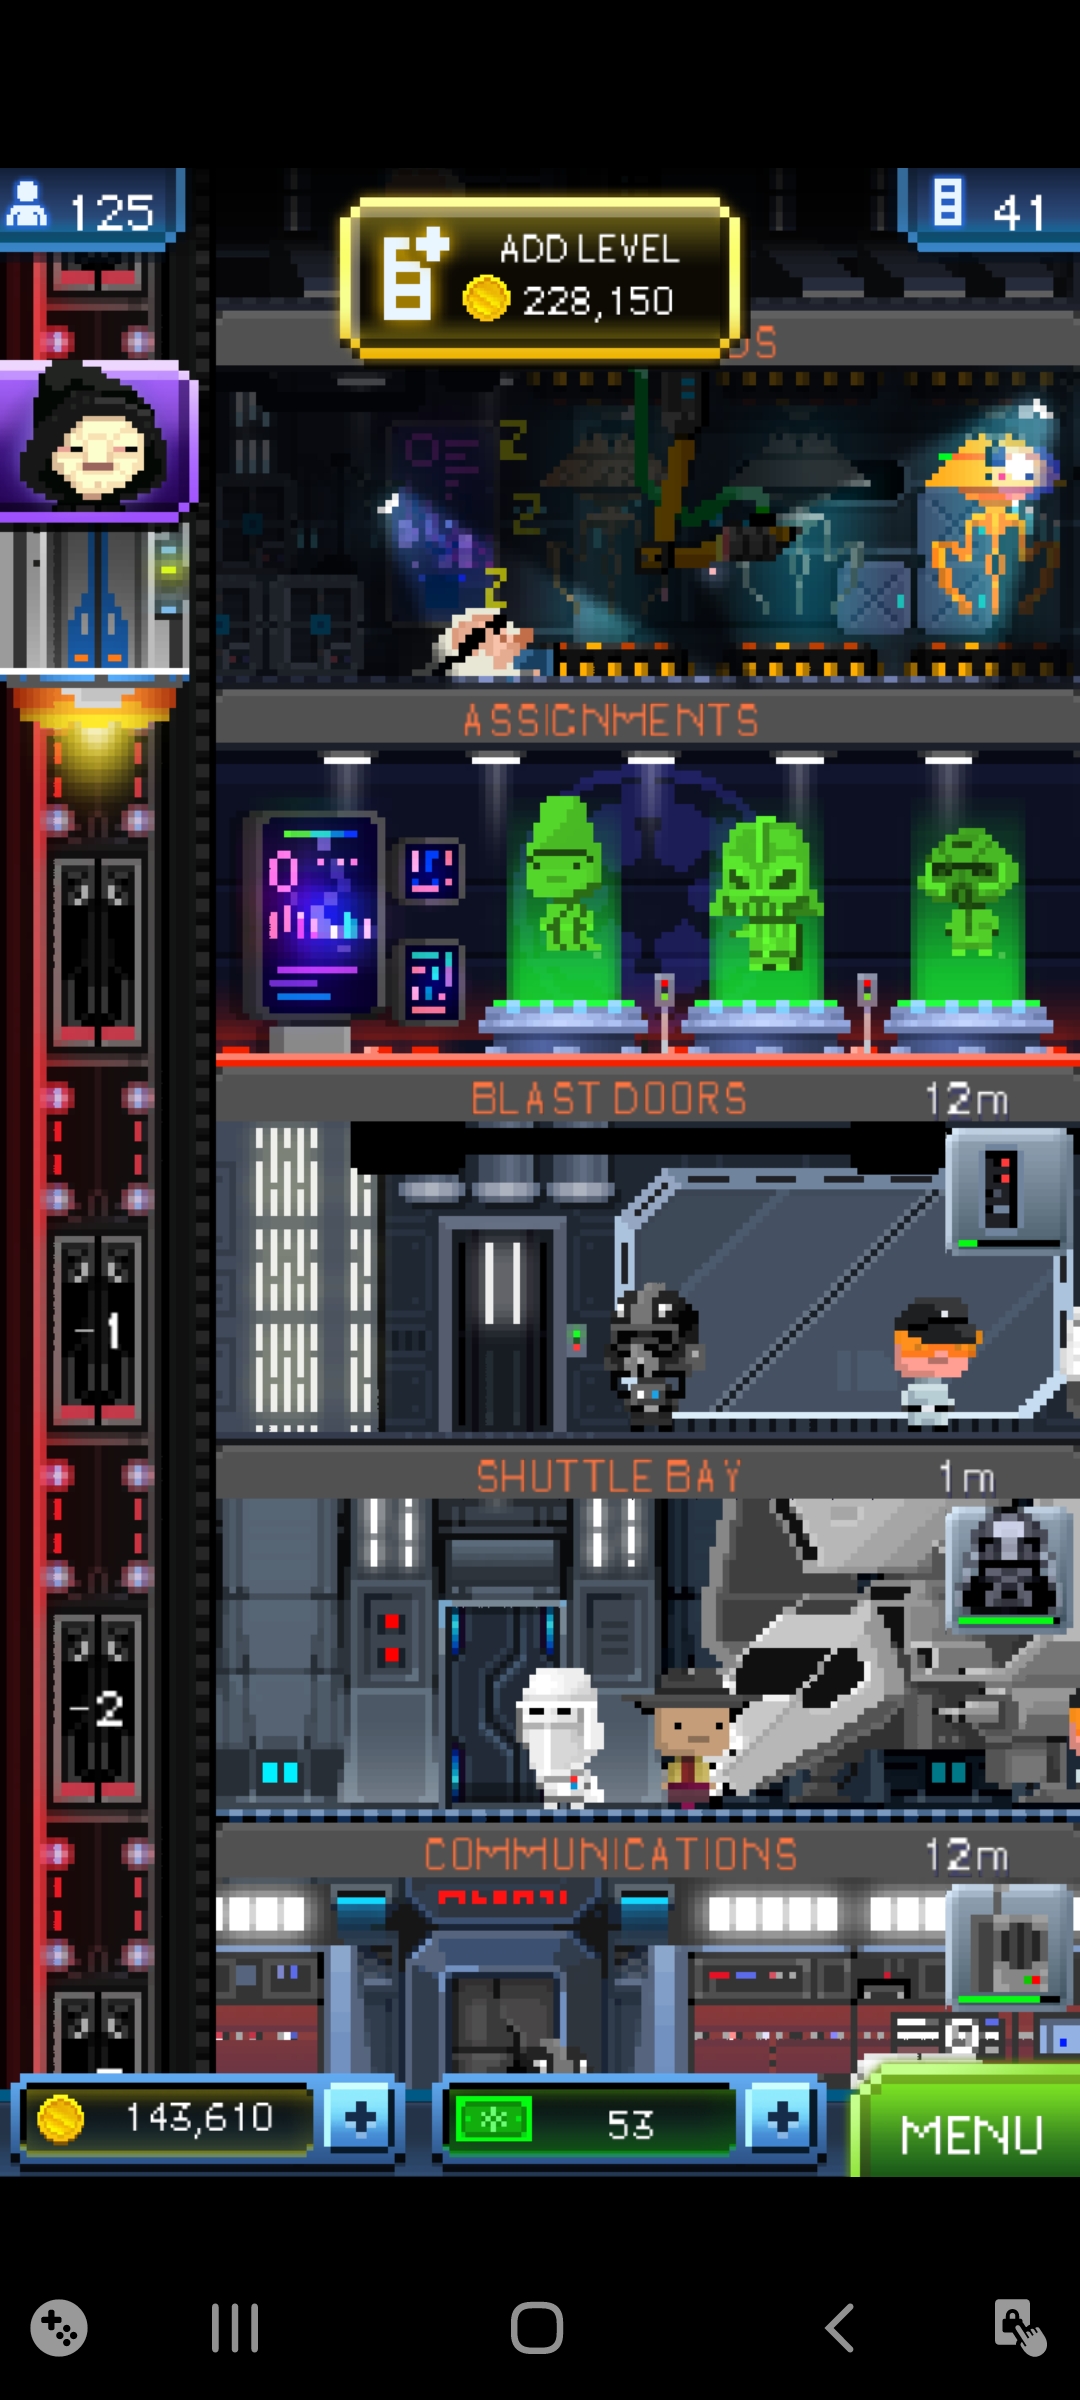 125
ADD LEVEL
228,150
41
Z
Z
Z
ASSIGNMENTS
BLAST DOORS 12m
-1
SHUTTLE BAY 1m
-2
COMMUNICATIONS 12m
143,610
53
MENU